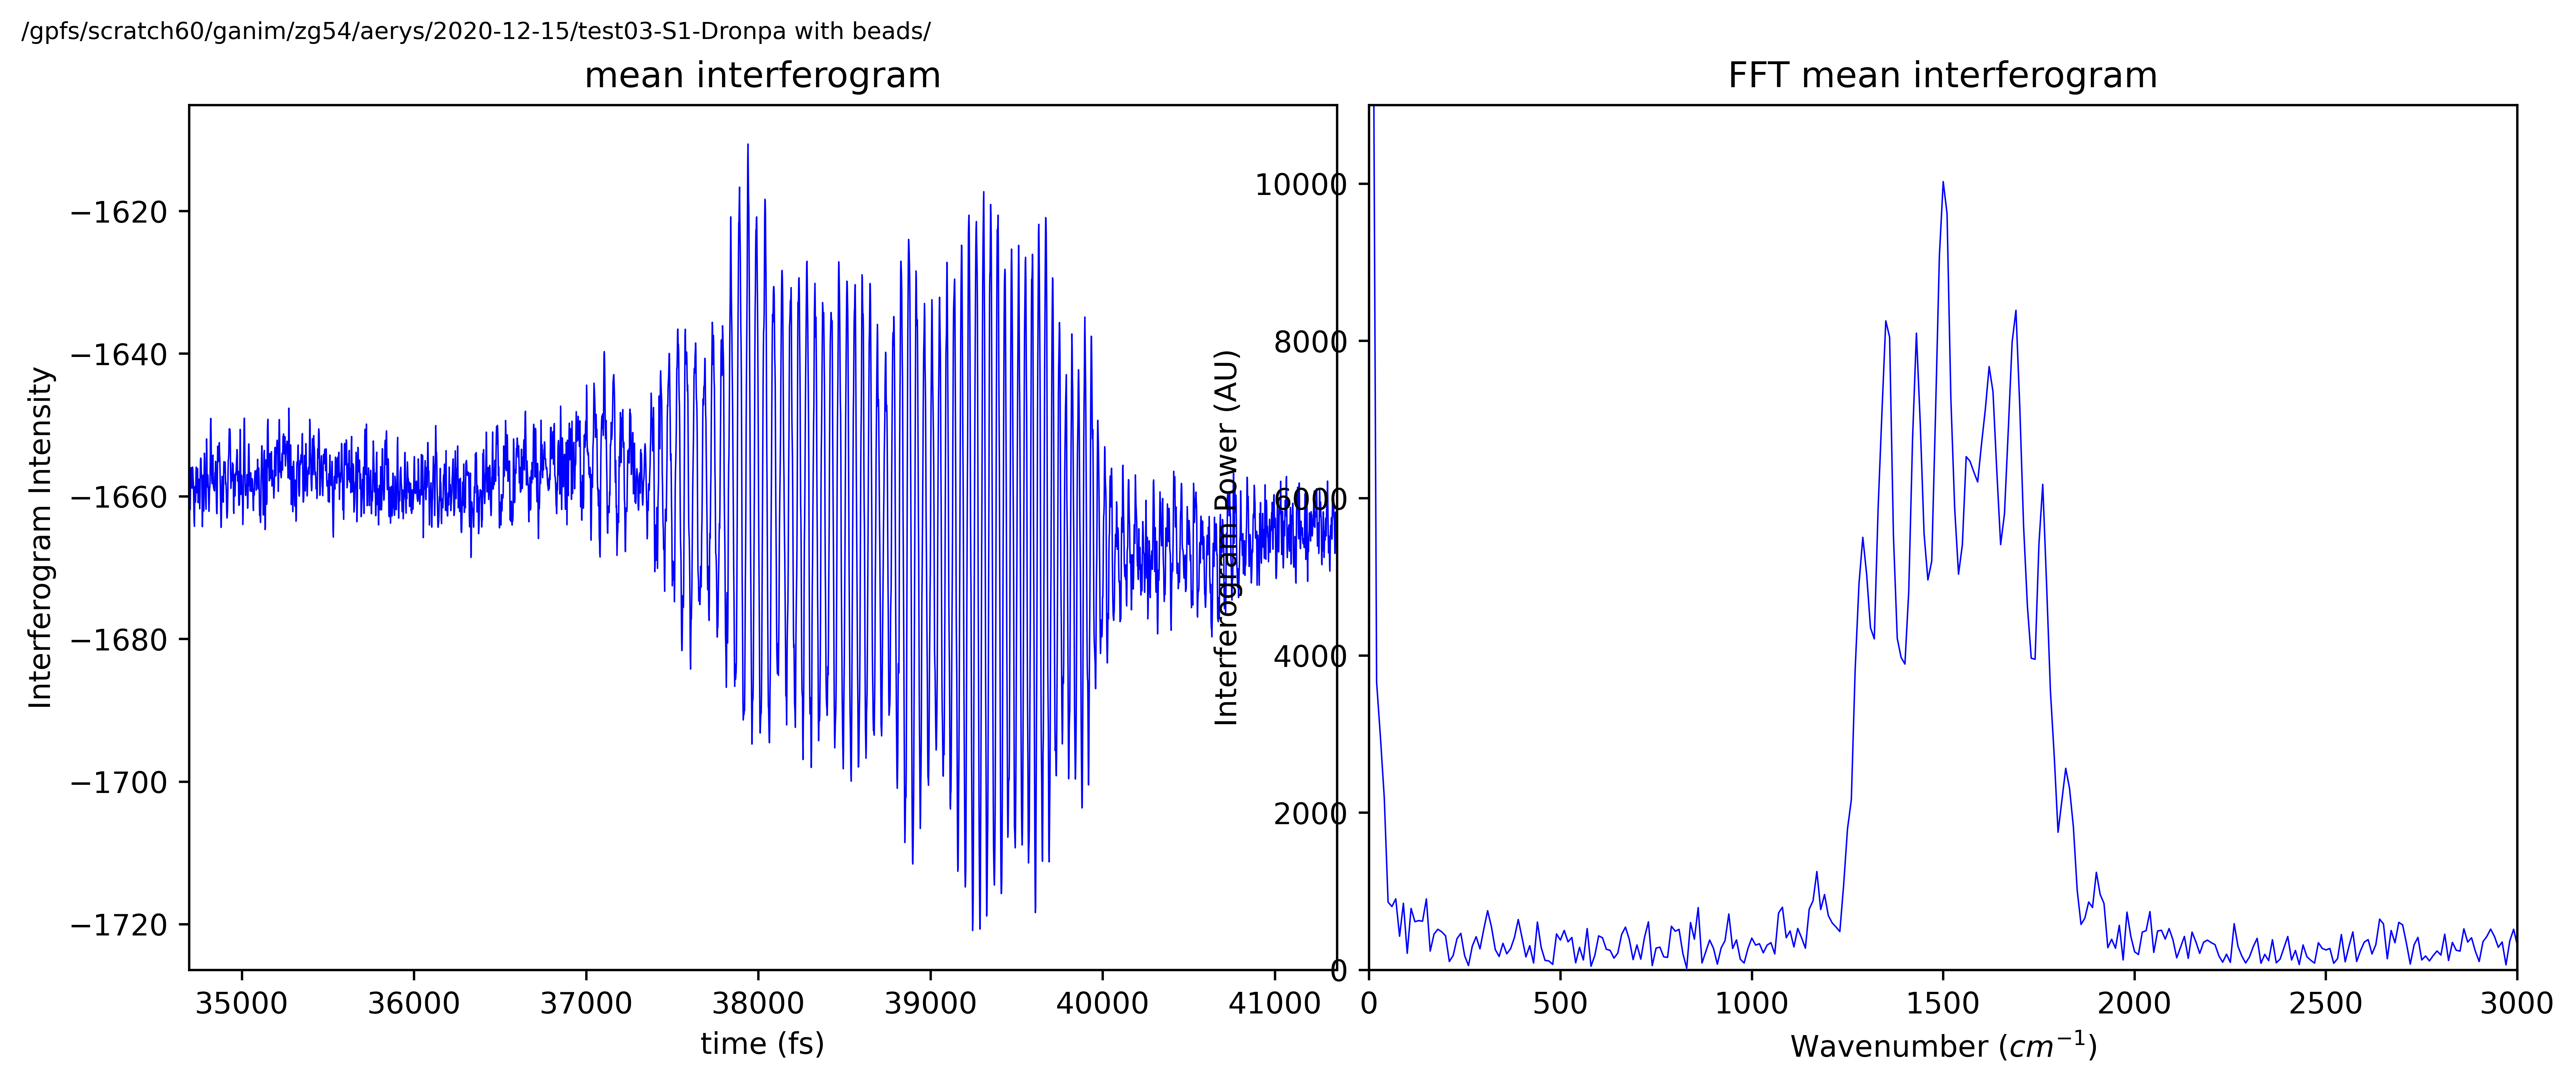 /gpfs/scratch60/ganim/zg54/aerys/2020-12-15/test03-S1-Dronpa with beads/
mean interferogram
FFT mean interferogram
Interferogram Intensity
−1620
−1640
−1660
−1680
−1700
−1720
35000 36000 37000 38000 39000 40000 41000
time (fs)
Interferogram Power (AU)
10000
8000
6000
4000
2000
0
0 500 1000 1500 2000 2500 3000
Wavenumber (cm⁻¹)